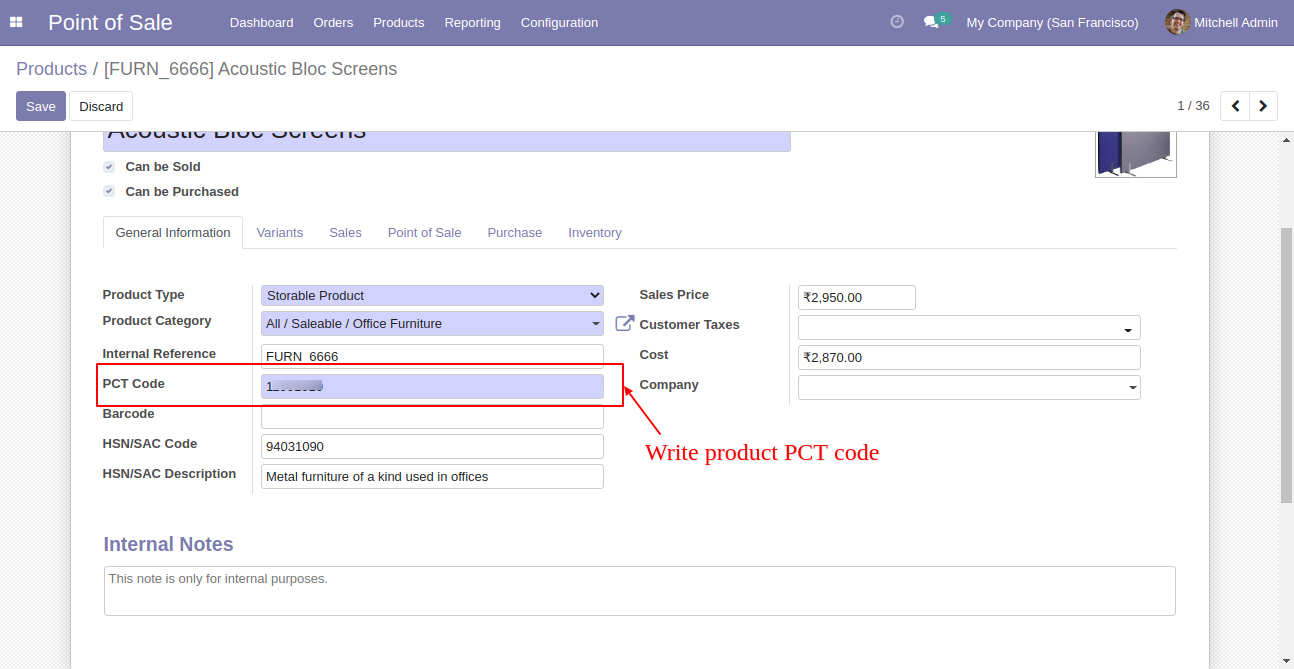 Point of Sale Dashboard Orders Products Reporting Configuration 5 My Company (San Francisco) Mitchell Admin
Products / [FURN_6666] Acoustic Bloc Screens
Save Discard 1 / 36
Acoustic Bloc Screens
Can be Sold
Can be Purchased
General Information Variants Sales Point of Sale Purchase Inventory
Product Type Storable Product Sales Price ₹2,950.00
Product Category All / Saleable / Office Furniture Customer Taxes
Internal Reference FURN_6666 Cost ₹2,870.00
PCT Code Company
Barcode
HSN/SAC Code 94031090
Write product PCT code
HSN/SAC Description Metal furniture of a kind used in offices
Internal Notes
This note is only for internal purposes.